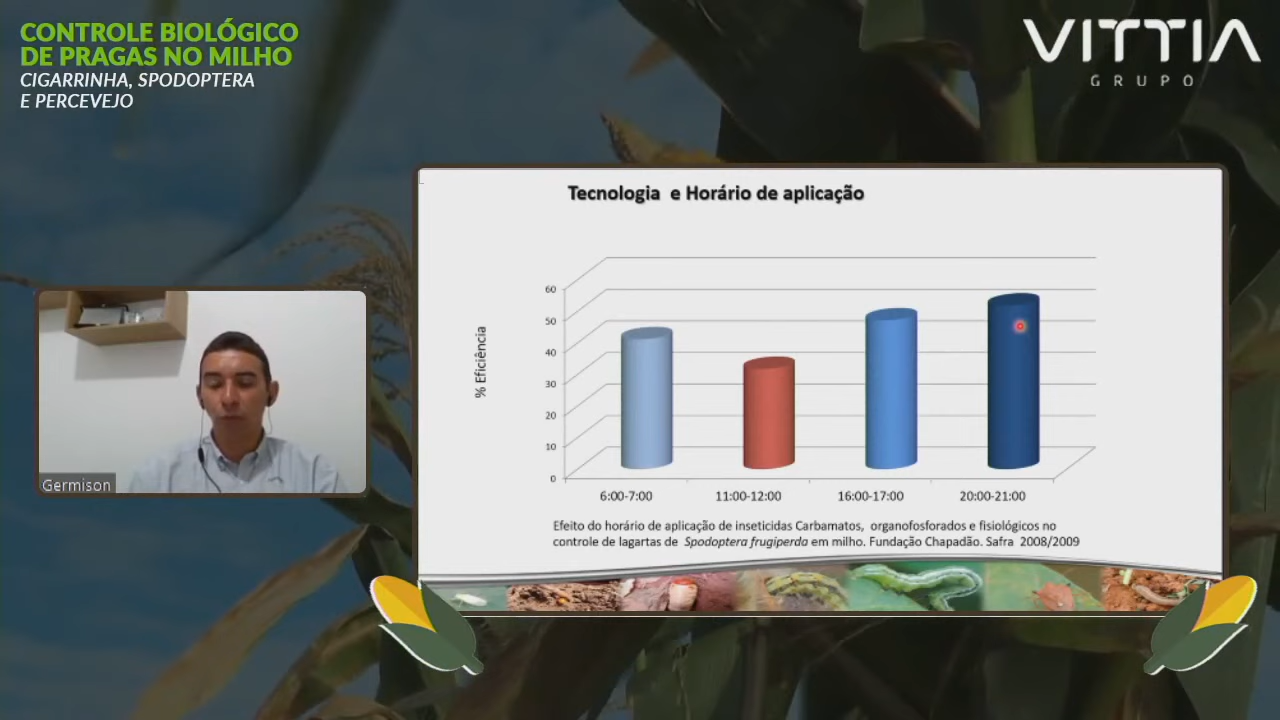 CONTROLE BIOLÓGICO
DE PRAGAS NO MILHO
CIGARRINHA, SPODOPTERA
E PERCEVEJO
VITTIA
GRUPO
Germison
Tecnologia e Horário de aplicação
% Eficiência
60
50
40
30
20
10
0
6:00-7:00
11:00-12:00
16:00-17:00
20:00-21:00
Efeito do horário de aplicação de inseticidas Carbamatos, organofosforados e fisiológicos no
controle de lagartas de Spodoptera frugiperda em milho. Fundação Chapadão. Safra 2008/2009